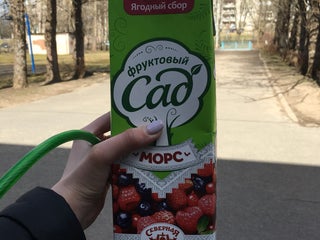 Ягодный сбор
фруктовый
Сад
МОРС
СЕВЕРНАЯ